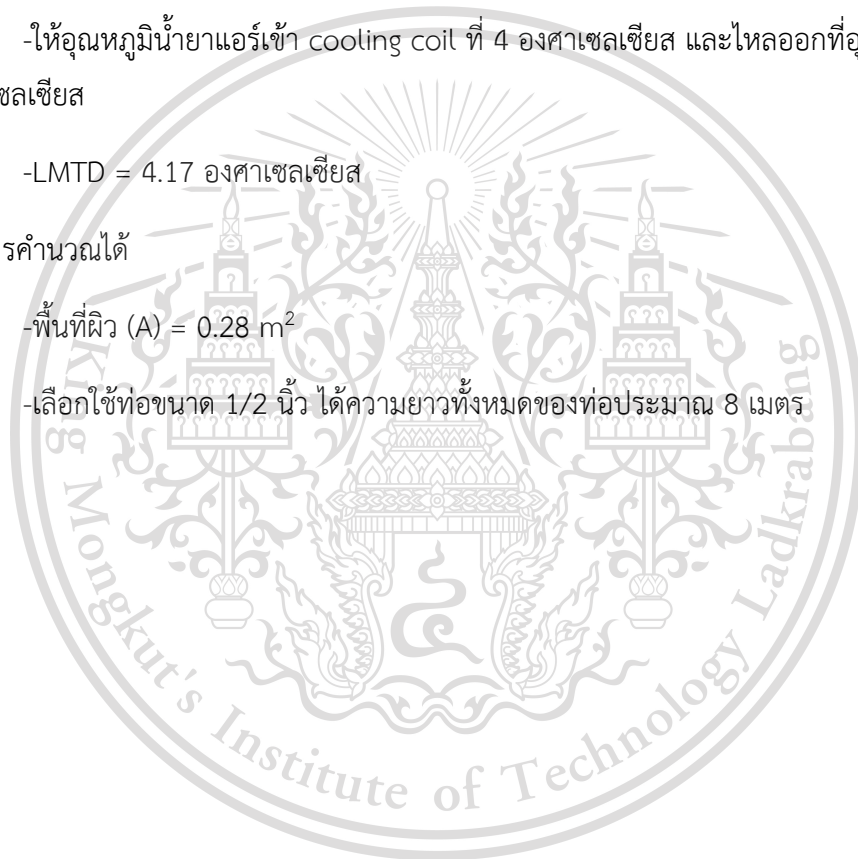 -ให้อุณหภูมิน้ำยาแอร์เข้า cooling coil ที่ 4 องศาเซลเซียส และไหลออกที่อุ
ซลเซียส
-LMTD = 4.17 องศาเซลเซียส
รคำนวณได้
-พื้นที่ผิว (A) = 0.28 m²
-เลือกใช้ท่อขนาด 1/2 นิ้ว ได้ความยาวทั้งหมดของท่อประมาณ 8 เมตร
King Mongkut's Institute of Technology Ladkrabang